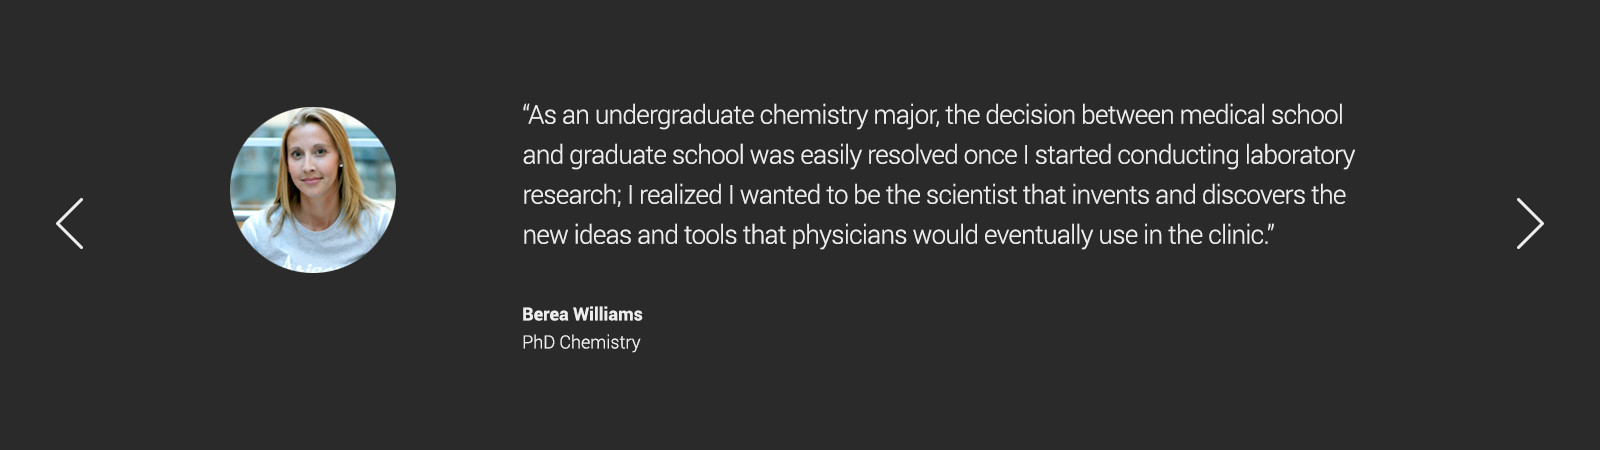 “As an undergraduate chemistry major, the decision between medical school
and graduate school was easily resolved once I started conducting laboratory
research; I realized I wanted to be the scientist that invents and discovers the
new ideas and tools that physicians would eventually use in the clinic.”
Berea Williams
PhD Chemistry